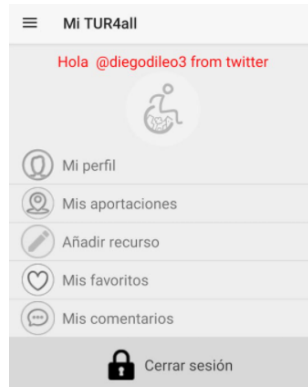 Mi TUR4all
Hola @diegodileo3 from twitter
Mi perfil
Mis aportaciones
Añadir recurso
Mis favoritos
Mis comentarios
Cerrar sesión